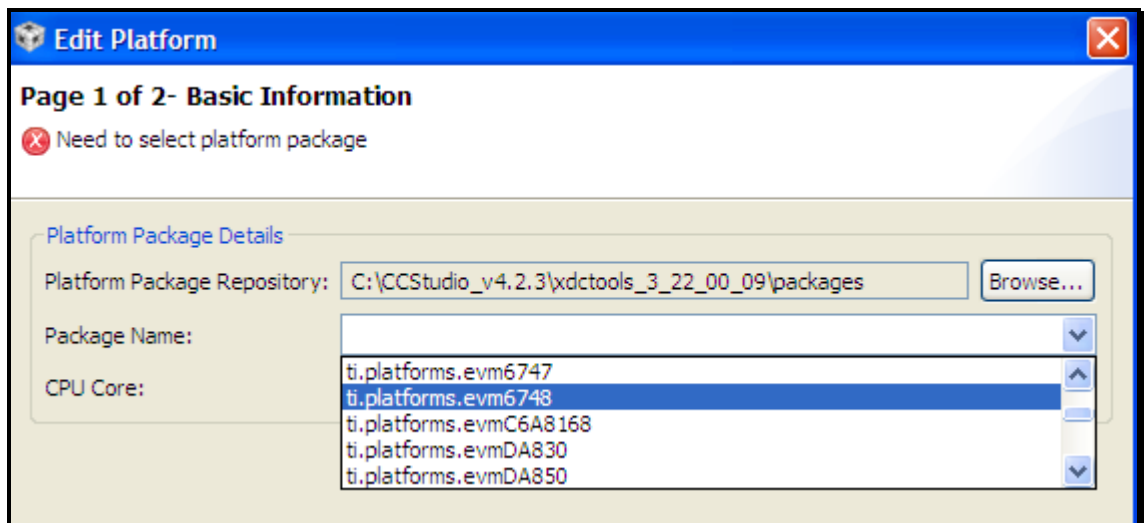 Edit Platform
Page 1 of 2- Basic Information
Need to select platform package
Platform Package Details
Platform Package Repository: C:\CCStudio_v4.2.3\xdctools_3_22_00_09\packages Browse...
Package Name:
CPU Core:
ti.platforms.evm6747
ti.platforms.evm6748
ti.platforms.evmC6A8168
ti.platforms.evmDA830
ti.platforms.evmDA850